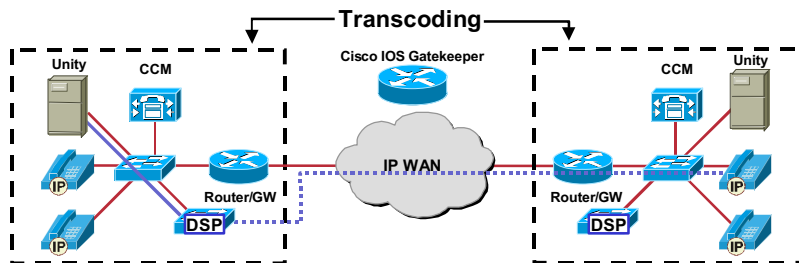 Transcoding
Unity
CCM
Cisco IOS Gatekeeper
CCM
Unity
IP
IP WAN
IP
Router/GW
Router/GW
IP
DSP
DSP
IP